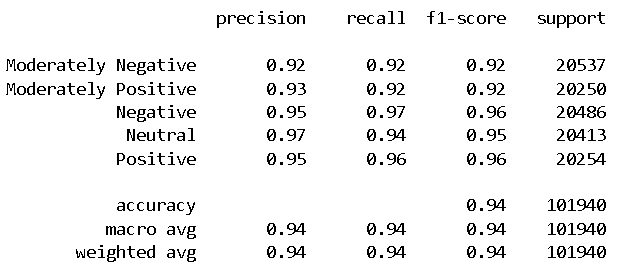 precision recall f1-score support
Moderately Negative 0.92 0.92 0.92 20537
Moderately Positive 0.93 0.92 0.92 20250
Negative 0.95 0.97 0.96 20486
Neutral 0.97 0.94 0.95 20413
Positive 0.95 0.96 0.96 20254
accuracy 0.94 101940
macro avg 0.94 0.94 0.94 101940
weighted avg 0.94 0.94 0.94 101940